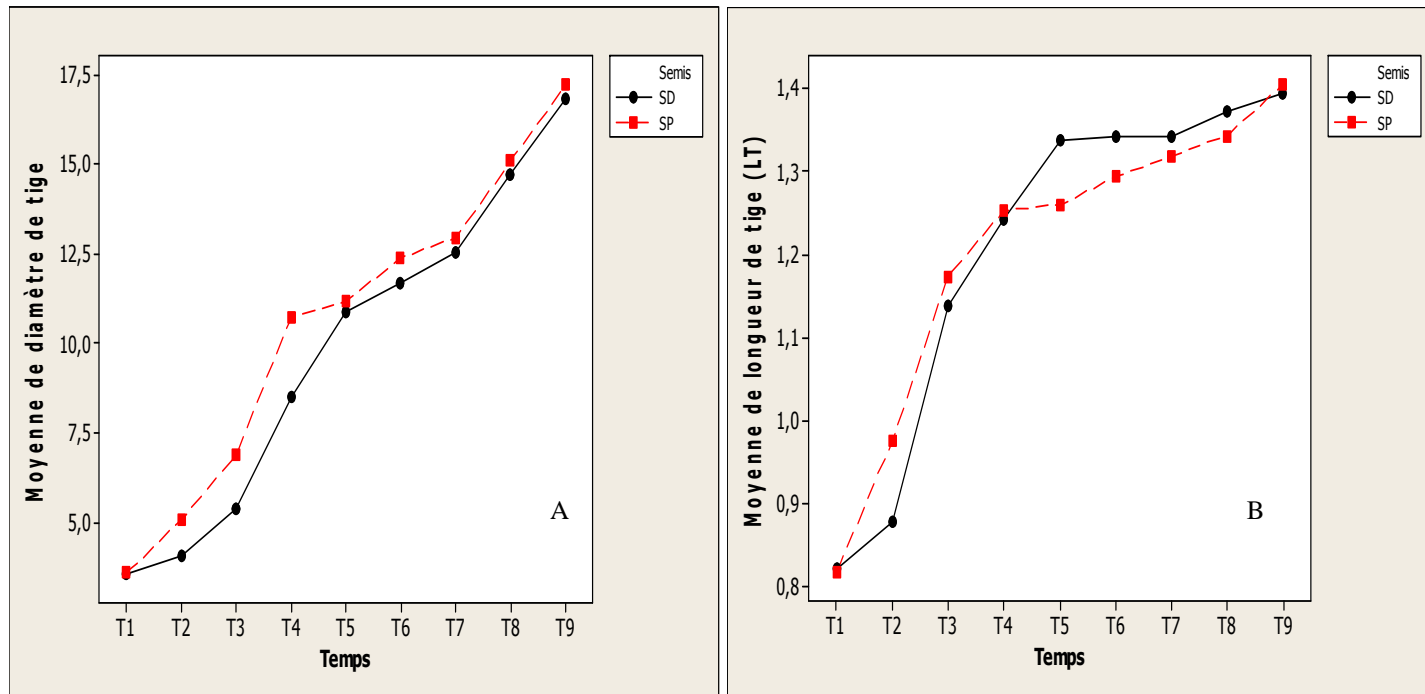 Moyenne de diamètre de tige
17,5
15,0
12,5
10,0
7,5
5,0
T1 T2 T3 T4 T5 T6 T7 T8 T9
Temps
A
Semis
SD
SP
Moyenne de longueur de tige (LT)
1,4
1,3
1,2
1,1
1,0
0,9
0,8
T1 T2 T3 T4 T5 T6 T7 T8 T9
Temps
B
Semis
SD
SP